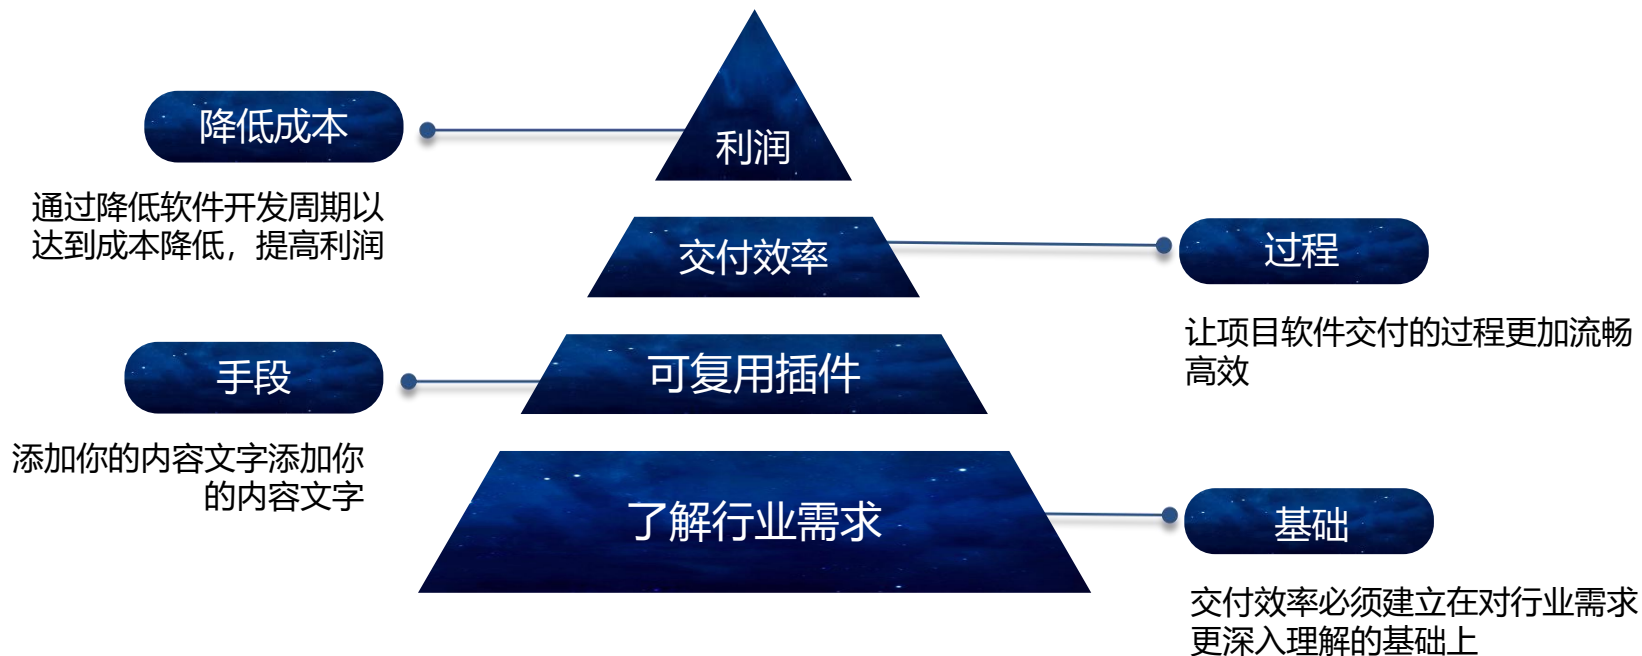 利润
降低成本
通过降低软件开发周期以
达到成本降低，提高利润
交付效率
过程
让项目软件交付的过程更加流畅
高效
可复用插件
手段
添加你的内容文字添加你
的内容文字
了解行业需求
基础
交付效率必须建立在对行业需求
更深入理解的基础上